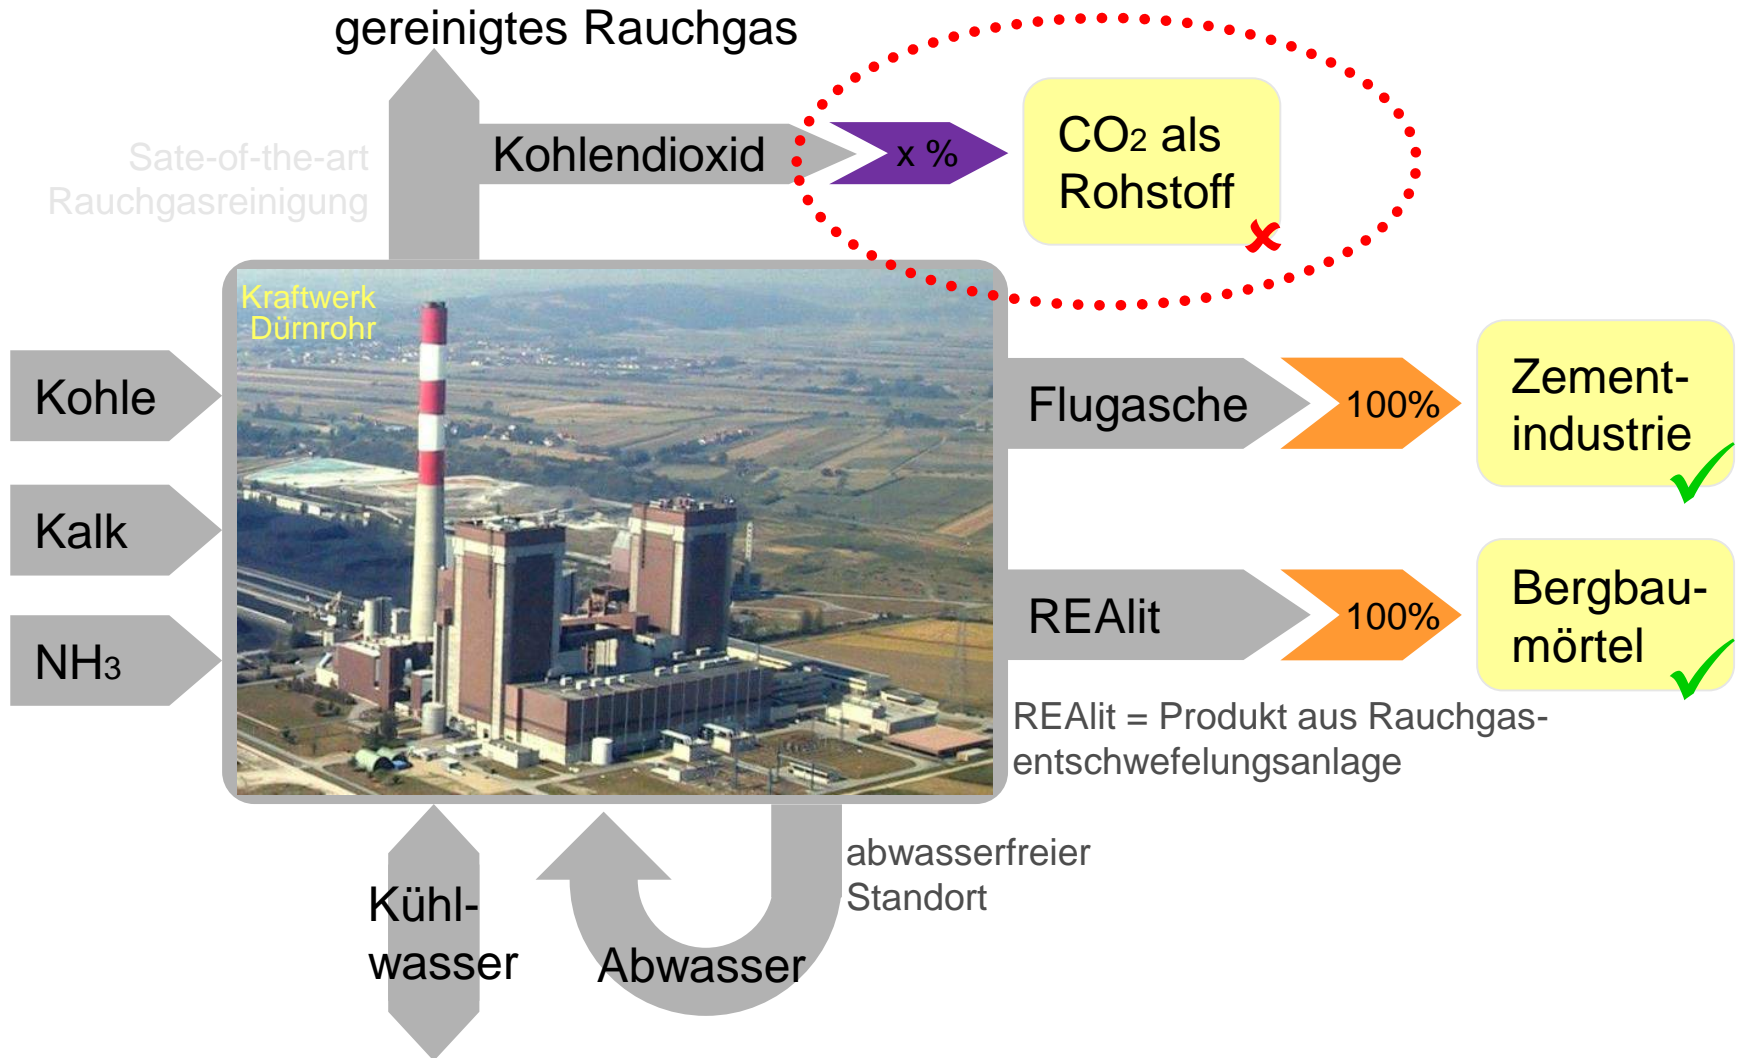 gereinigtes Rauchgas
Sate-of-the-art
Rauchgasreinigung
Kohlendioxid
x %
CO2 als
Rohstoff
Kraftwerk
Dürnrohr
Kohle
Kalk
NH3
Flugasche
100%
Zement-
industrie
REAlit
100%
Bergbau-
mörtel
REAlit = Produkt aus Rauchgas-
entschwefelungsanlage
abwasserfreier
Standort
Kühl-
wasser
Abwasser